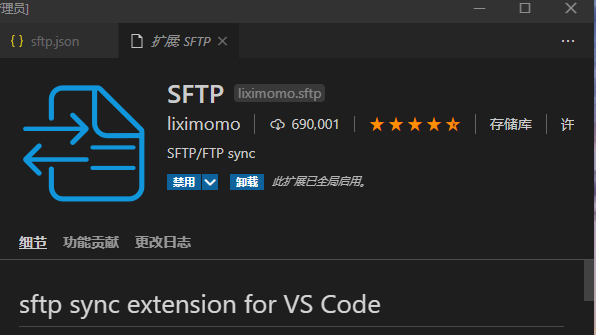 管理员]
{} sftp.json 扩展: SFTP
SFTP liximomo.sftp
liximomo 690,001 存储库 许
SFTP/FTP sync
禁用 卸载 此扩展已全局启用。
细节 功能贡献 更改日志
sftp sync extension for VS Code